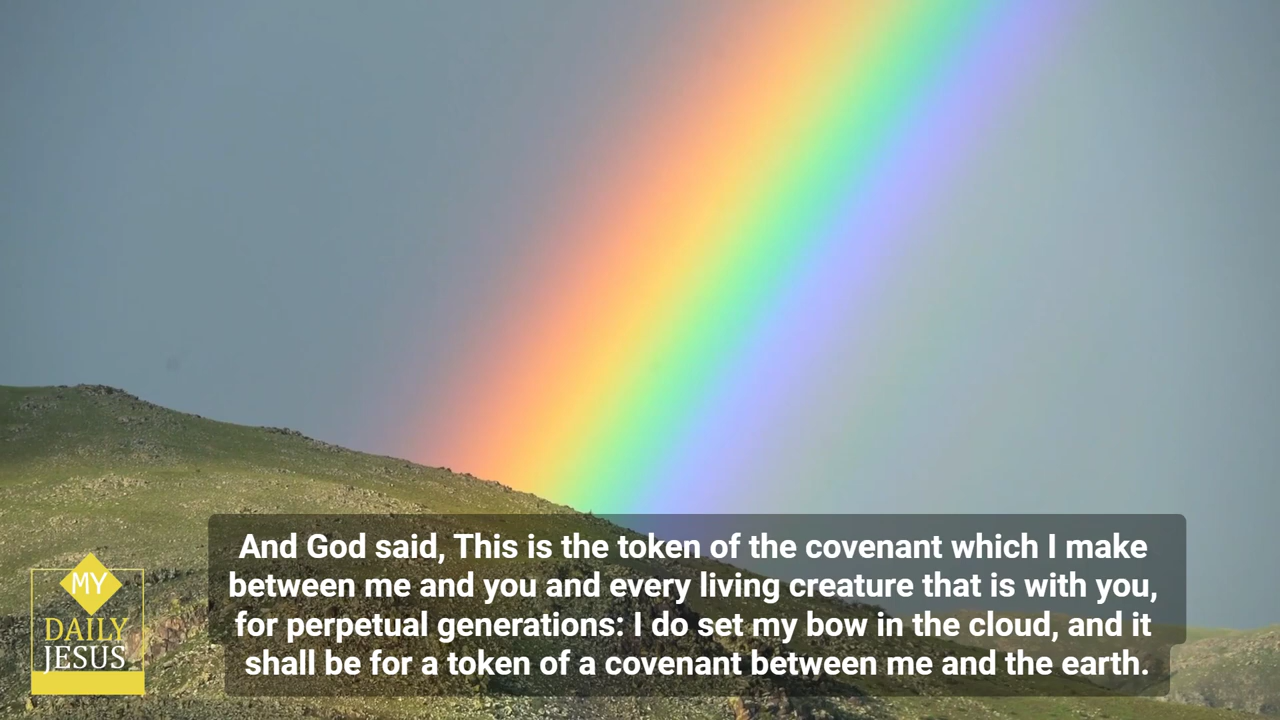 And God said, This is the token of the covenant which I make
between me and you and every living creature that is with you,
for perpetual generations: I do set my bow in the cloud, and it
shall be for a token of a covenant between me and the earth.
MY
DAILY
JESUS